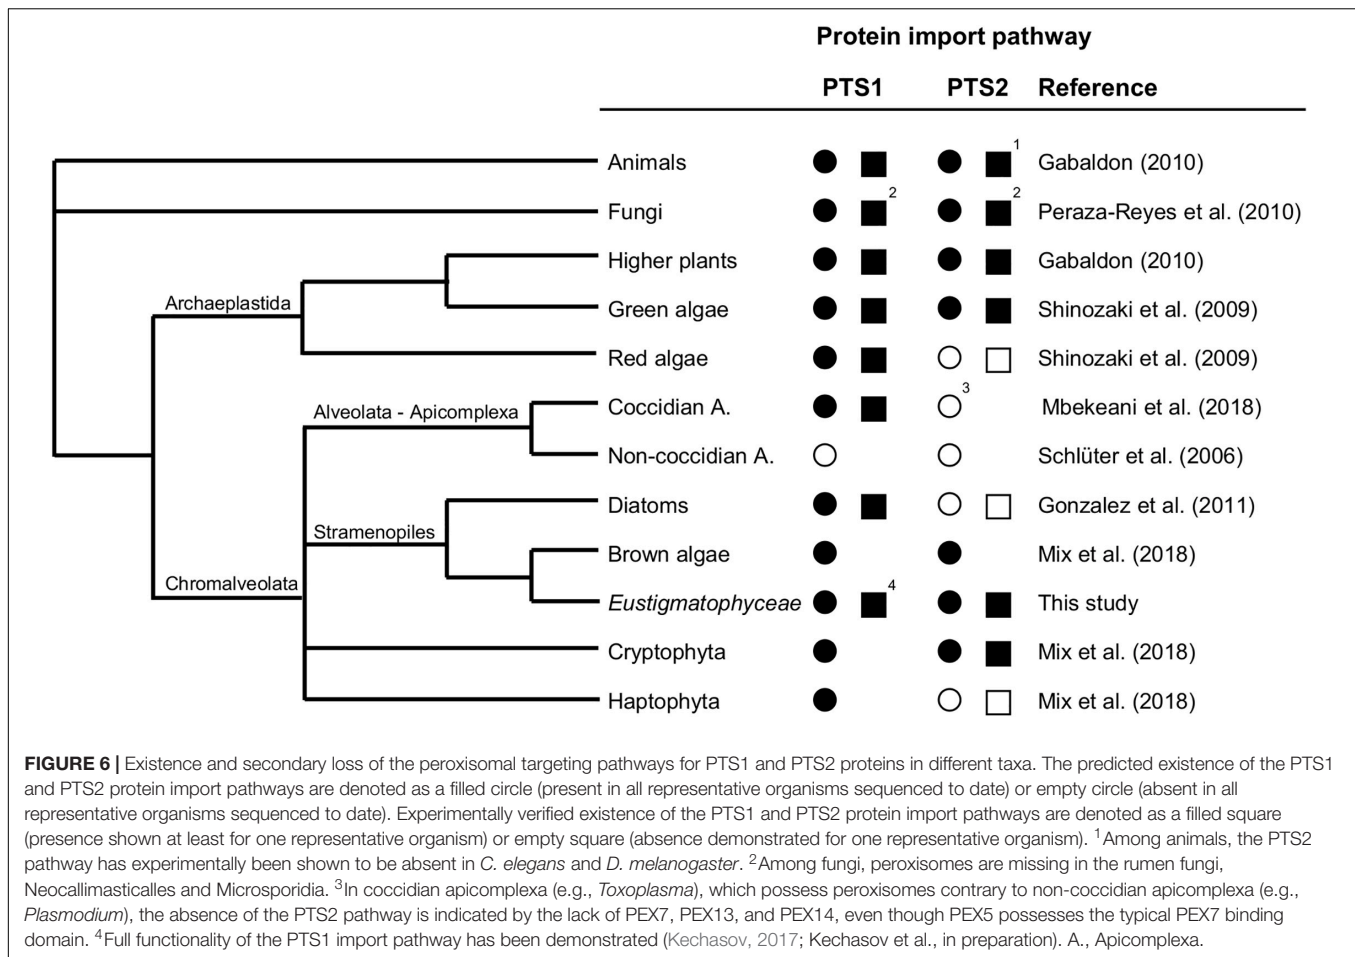 Protein import pathway
PTS1 PTS2 Reference
Animals 1 Gabaldon (2010)
Fungi 2 2 Peraza-Reyes et al. (2010)
Higher plants Gabaldon (2010)
Archaeplastida
Green algae Shinozaki et al. (2009)
Red algae Shinozaki et al. (2009)
Alveolata - Apicomplexa
Coccidian A. 3 Mbekeani et al. (2018)
Non-coccidian A. Schlüter et al. (2006)
Diatoms Gonzalez et al. (2011)
Stramenopiles
Brown algae Mix et al. (2018)
Chromalveolata
Eustigmatophyceae 4 This study
Cryptophyta Mix et al. (2018)
Haptophyta Mix et al. (2018)
FIGURE 6 | Existence and secondary loss of the peroxisomal targeting pathways for PTS1 and PTS2 proteins in different taxa. The predicted existence of the PTS1
and PTS2 protein import pathways are denoted as a filled circle (present in all representative organisms sequenced to date) or empty circle (absent in all
representative organisms sequenced to date). Experimentally verified existence of the PTS1 and PTS2 protein import pathways are denoted as a filled square
(presence shown at least for one representative organism) or empty square (absence demonstrated for one representative organism). 1Among animals, the PTS2
pathway has experimentally been shown to be absent in C. elegans and D. melanogaster. 2Among fungi, peroxisomes are missing in the rumen fungi,
Neocallimasticalles and Microsporidia. 3In coccidian apicomplexa (e.g., Toxoplasma), which possess peroxisomes contrary to non-coccidian apicomplexa (e.g.,
Plasmodium), the absence of the PTS2 pathway is indicated by the lack of PEX7, PEX13, and PEX14, even though PEX5 possesses the typical PEX7 binding
domain. 4Full functionality of the PTS1 import pathway has been demonstrated (Kechasov, 2017; Kechasov et al., in preparation). A., Apicomplexa.